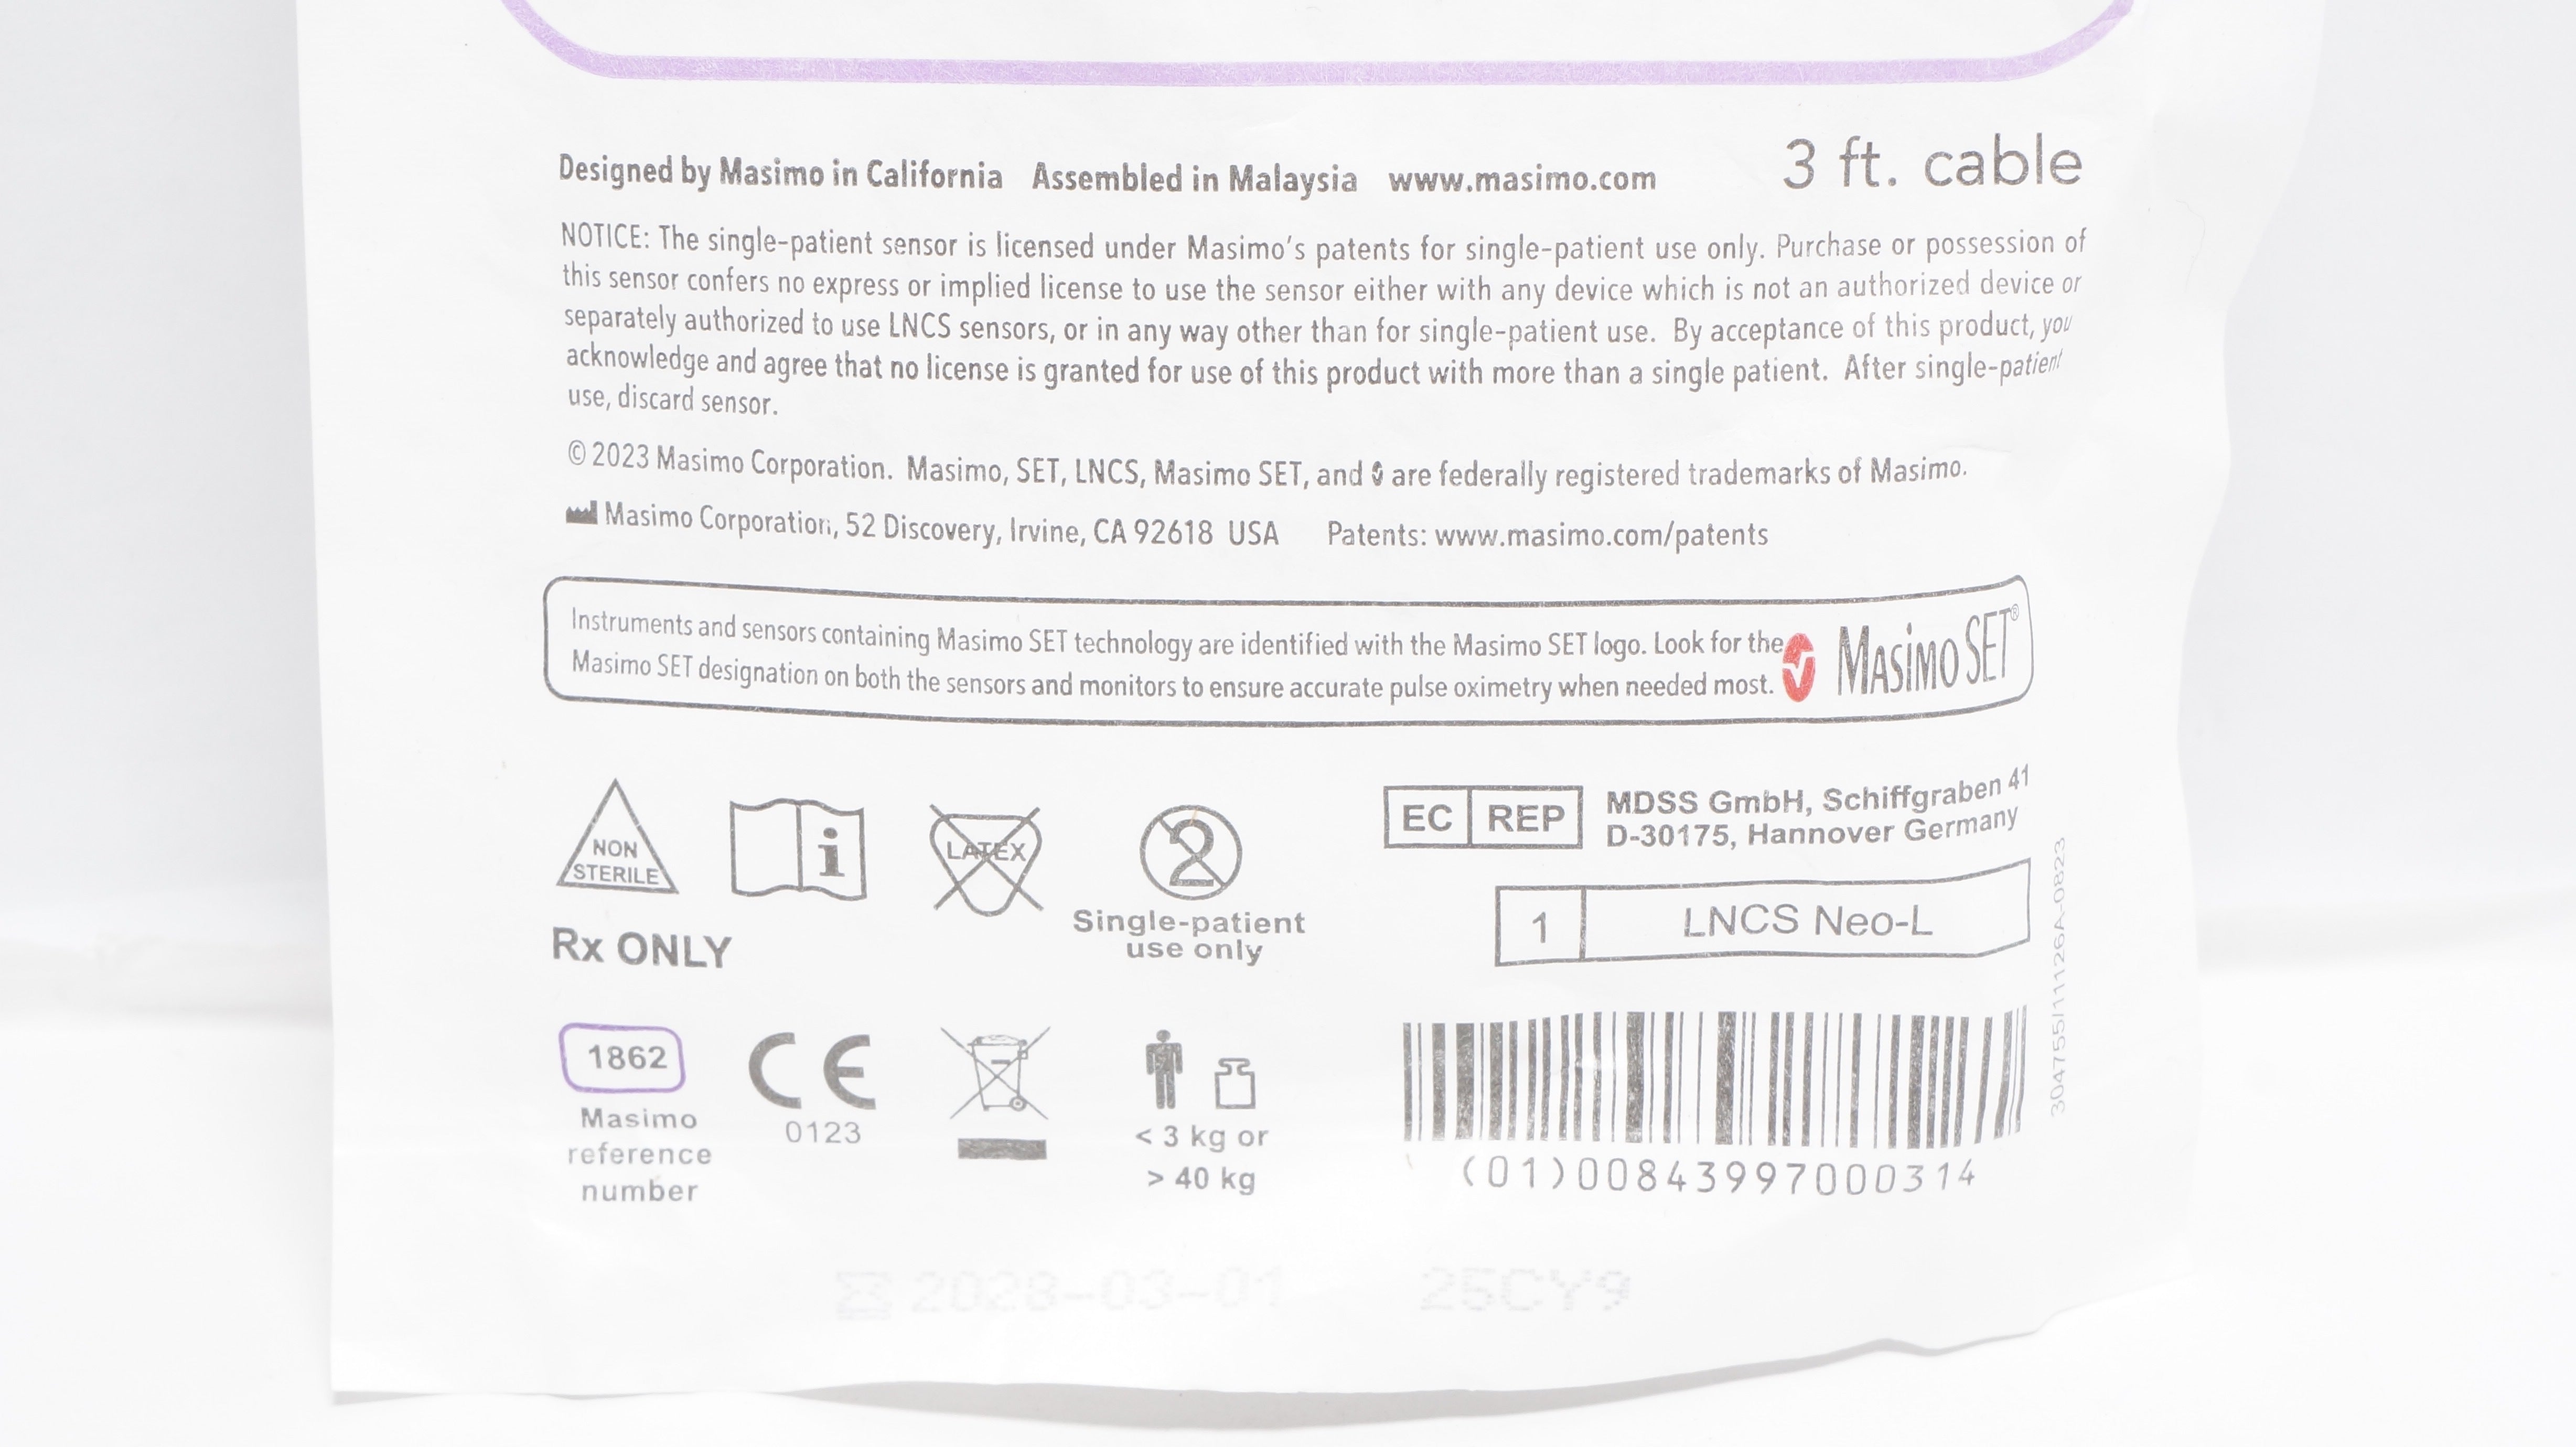 Designed by Masimo in California Assembled in Malaysia www.masimo.com
3 ft. cable
NOTICE: The single-patient sensor is licensed under Masimo's patents for single-patient use only. Purchase or possession of
this sensor confers no express or implied license to use the sensor either with any device which is not an authorized device or
separately authorized to use LNCS sensors, or in any way other than for single-patient use. By acceptance of this product, you
acknowledge and agree that no license is granted for use of this product with more than a single patient. After single-patient
use, discard sensor.
© 2023 Masimo Corporation. Masimo, SET, LNCS, Masimo SET, and are federally registered trademarks of Masimo.
Masimo Corporation, 52 Discovery, Irvine, CA 92618 USA Patents: www.masimo.com/patents
Instruments and sensors containing Masimo SET technology are identified with the Masimo SET logo. Look for the
Masimo SET designation on both the sensors and monitors to ensure accurate pulse oximetry when needed most.
MASiMO SET®
NON
STERILE
i
LATEX
2
Single-patient
use only
Rx ONLY
EC REP
MDSS GmbH, Schiffgraben 41
D-30175, Hannover Germany
1 LNCS Neo-L
304755/11126A-0823
1862
Masimo
reference
number
CE
0123
< 3 kg or
> 40 kg
(01)00843997000314
2028-03-01 25CY9